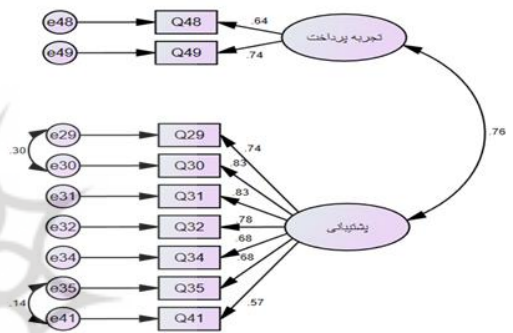 e48 Q48 .64
تجربه پرداخت
e49 Q49 .74
.76
e29 Q29 .74
.30
e30 Q30 .83
e31 Q31 .83
e32 Q32 .78
پشتیبانی
e34 Q34 .68
e35 Q35 .68
.14
e41 Q41 .57